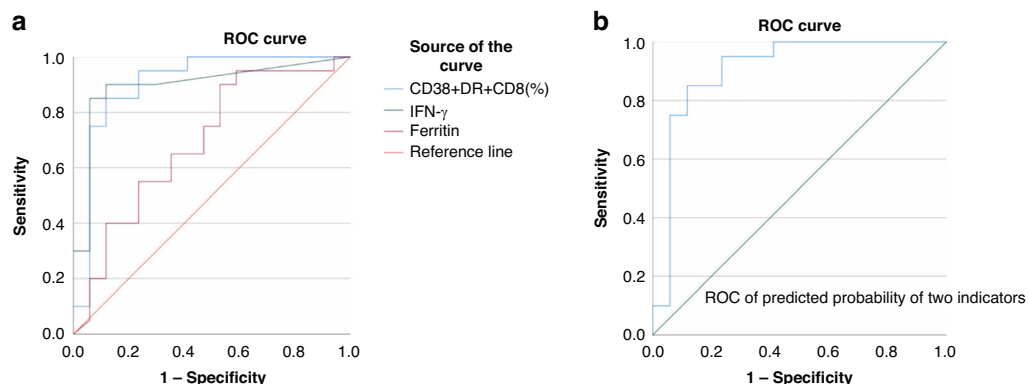 a
ROC curve
1.0
0.8
0.6
0.4
0.2
0.0
Sensitivity
0.0 0.2 0.4 0.6 0.8 1.0
1 – Specificity
Source of the
curve
CD38+DR+CD8(%)
IFN-γ
Ferritin
Reference line
b
ROC curve
1.0
0.8
0.6
0.4
0.2
0.0
Sensitivity
ROC of predicted probability of two indicators
0.0 0.2 0.4 0.6 0.8 1.0
1 – Specificity